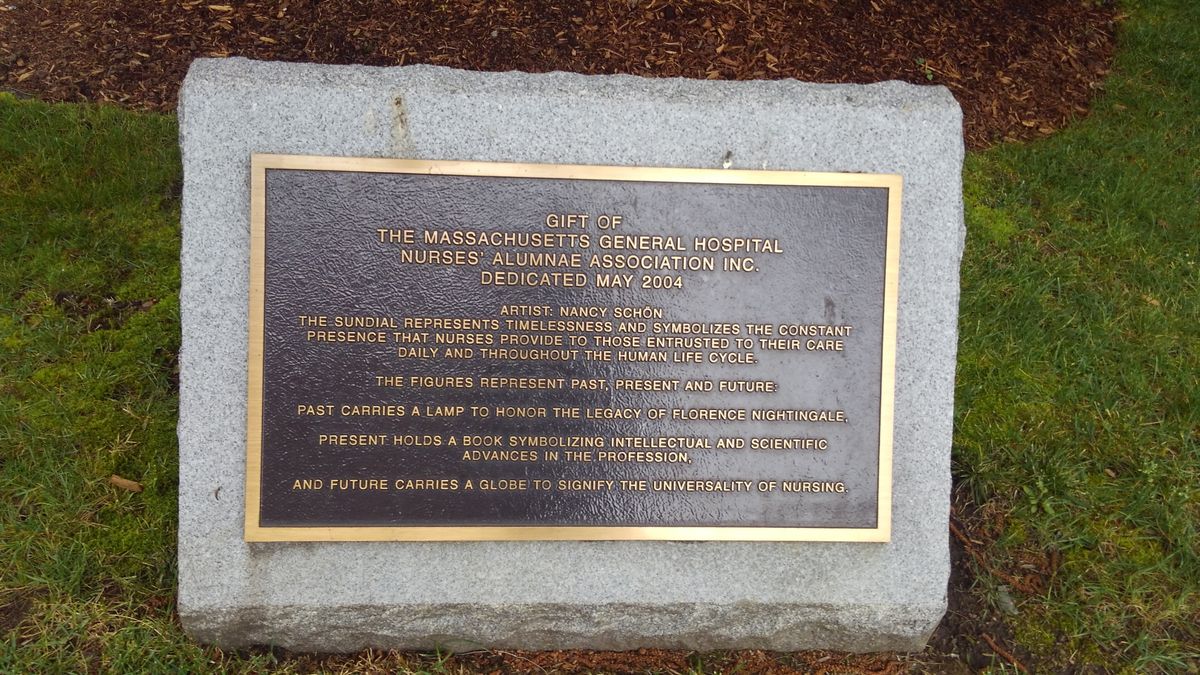 GIFT OF
THE MASSACHUSETTS GENERAL HOSPITAL
NURSES' ALUMNAE ASSOCIATION INC.
DEDICATED MAY 2004
ARTIST: NANCY SCHÖN
THE SUNDIAL REPRESENTS TIMELESSNESS AND SYMBOLIZES THE CONSTANT
PRESENCE THAT NURSES PROVIDE TO THOSE ENTRUSTED TO THEIR CARE
DAILY AND THROUGHOUT THE HUMAN LIFE CYCLE.
THE FIGURES REPRESENT PAST, PRESENT AND FUTURE:
PAST CARRIES A LAMP TO HONOR THE LEGACY OF FLORENCE NIGHTINGALE,
PRESENT HOLDS A BOOK SYMBOLIZING INTELLECTUAL AND SCIENTIFIC
ADVANCES IN THE PROFESSION,
AND FUTURE CARRIES A GLOBE TO SIGNIFY THE UNIVERSALITY OF NURSING.